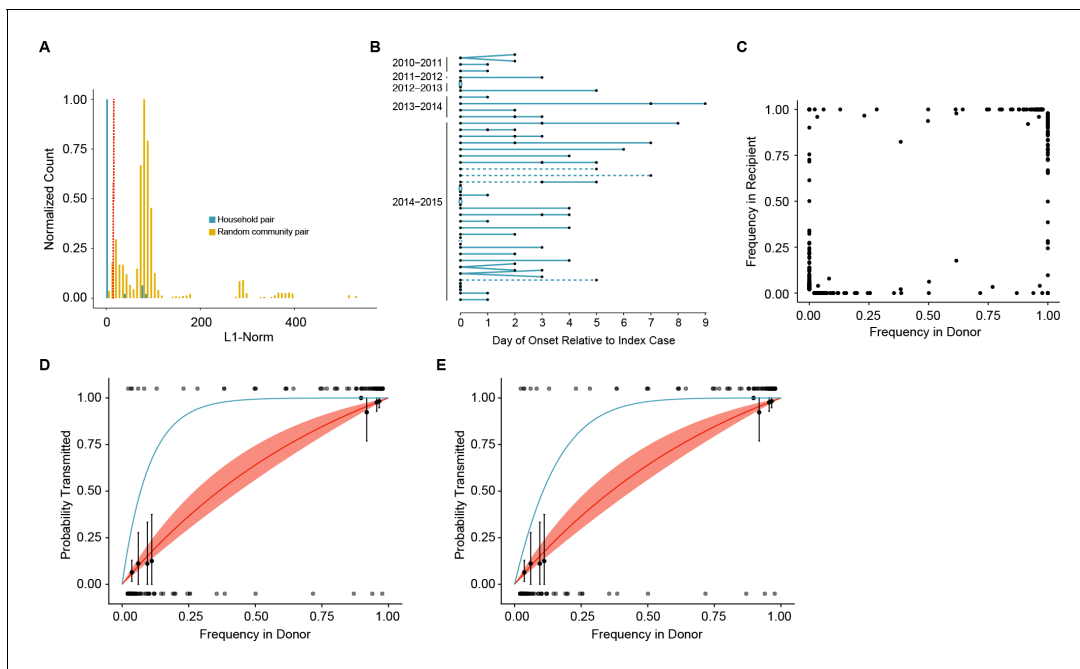 A
Normalized Count
1.00
0.75
0.50
0.25
0.00
Household pair
Random community pair
0 200 400
L1-Norm
B
2010−2011
2011−2012
2012−2013
2013−2014
2014−2015
0 1 2 3 4 5 6 7 8 9
Day of Onset Relative to Index Case
C
Frequency in Recipient
1.00
0.75
0.50
0.25
0.00
0.00 0.25 0.50 0.75 1.00
Frequency in Donor
D
Probability Transmitted
1.00
0.75
0.50
0.25
0.00
0.00 0.25 0.50 0.75 1.00
Frequency in Donor
E
Probability Transmitted
1.00
0.75
0.50
0.25
0.00
0.00 0.25 0.50 0.75 1.00
Frequency in Donor